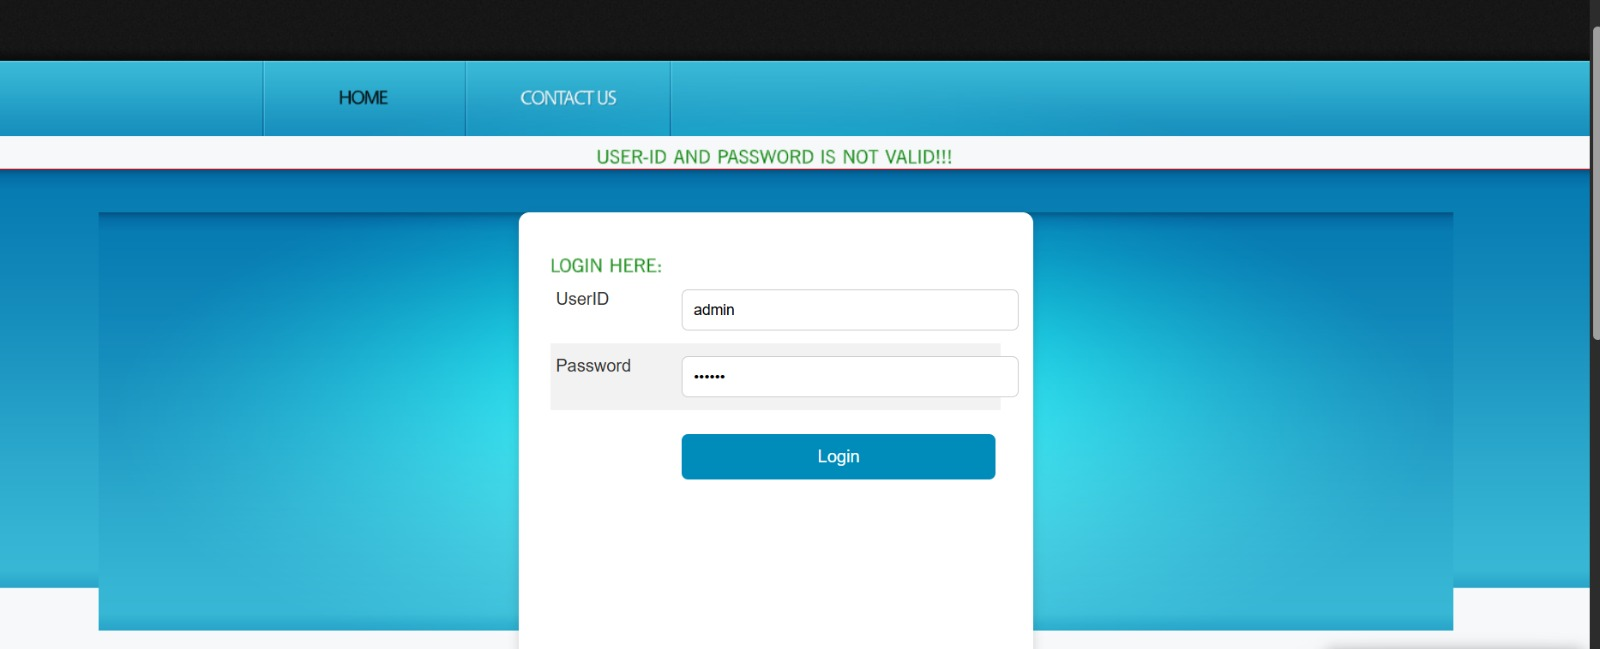 HOME
CONTACT US
USER-ID AND PASSWORD IS NOT VALID!!!
LOGIN HERE:
UserID
admin
Password
••••••
Login